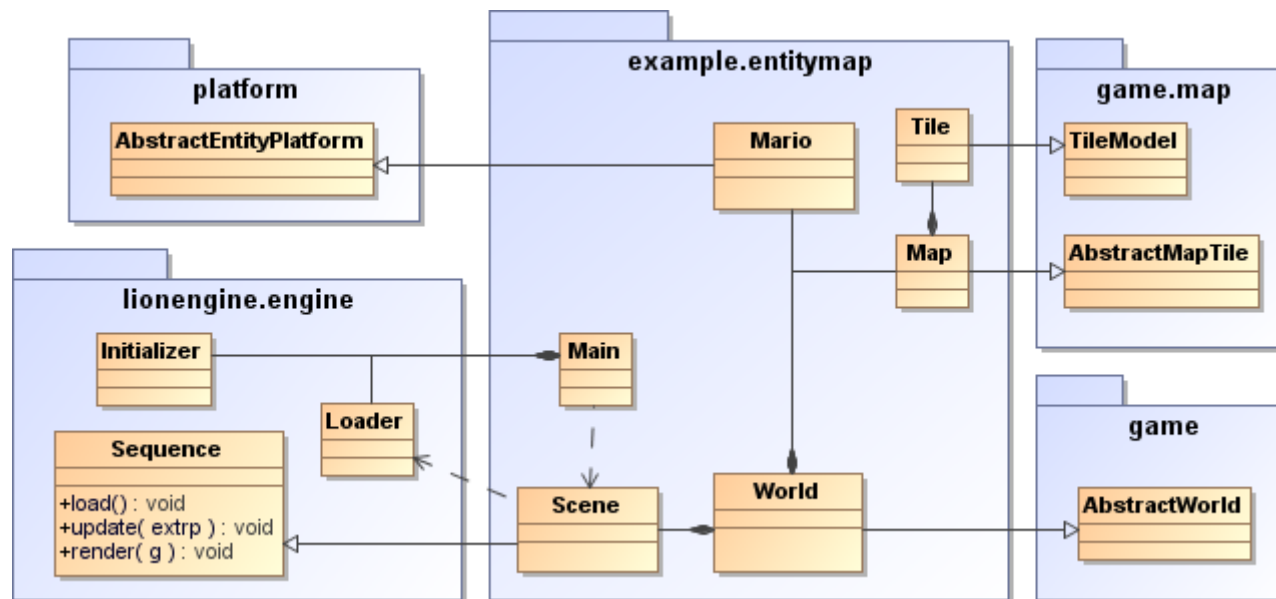 platform
AbstractEntityPlatform
example.entitymap
Mario
Tile
Map
Main
Scene
World
game.map
TileModel
AbstractMapTile
lionengine.engine
Initializer
Loader
Sequence
+load() : void
+update( extrp ) : void
+render( g ) : void
game
AbstractWorld